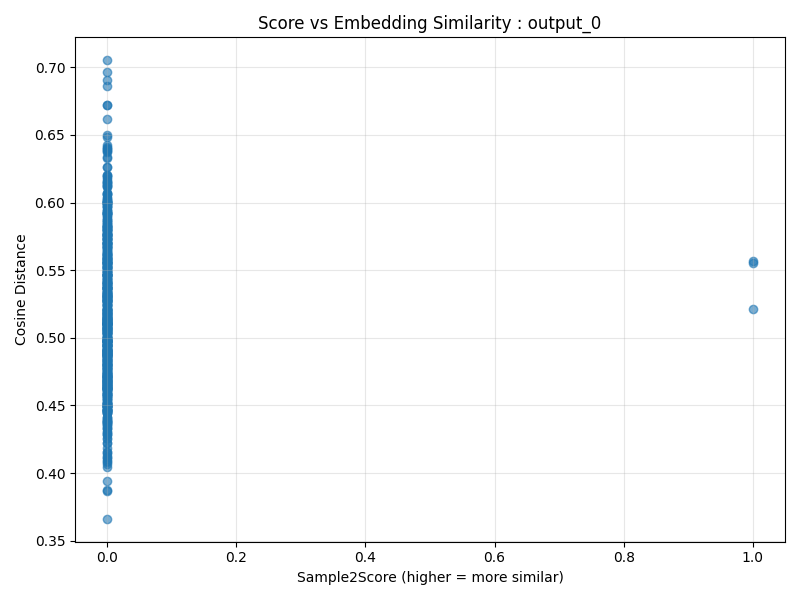 Score vs Embedding Similarity : output_0
0.70
0.65
0.60
0.55
0.50
0.45
0.40
0.35
Cosine Distance
0.0 0.2 0.4 0.6 0.8 1.0
Sample2Score (higher = more similar)